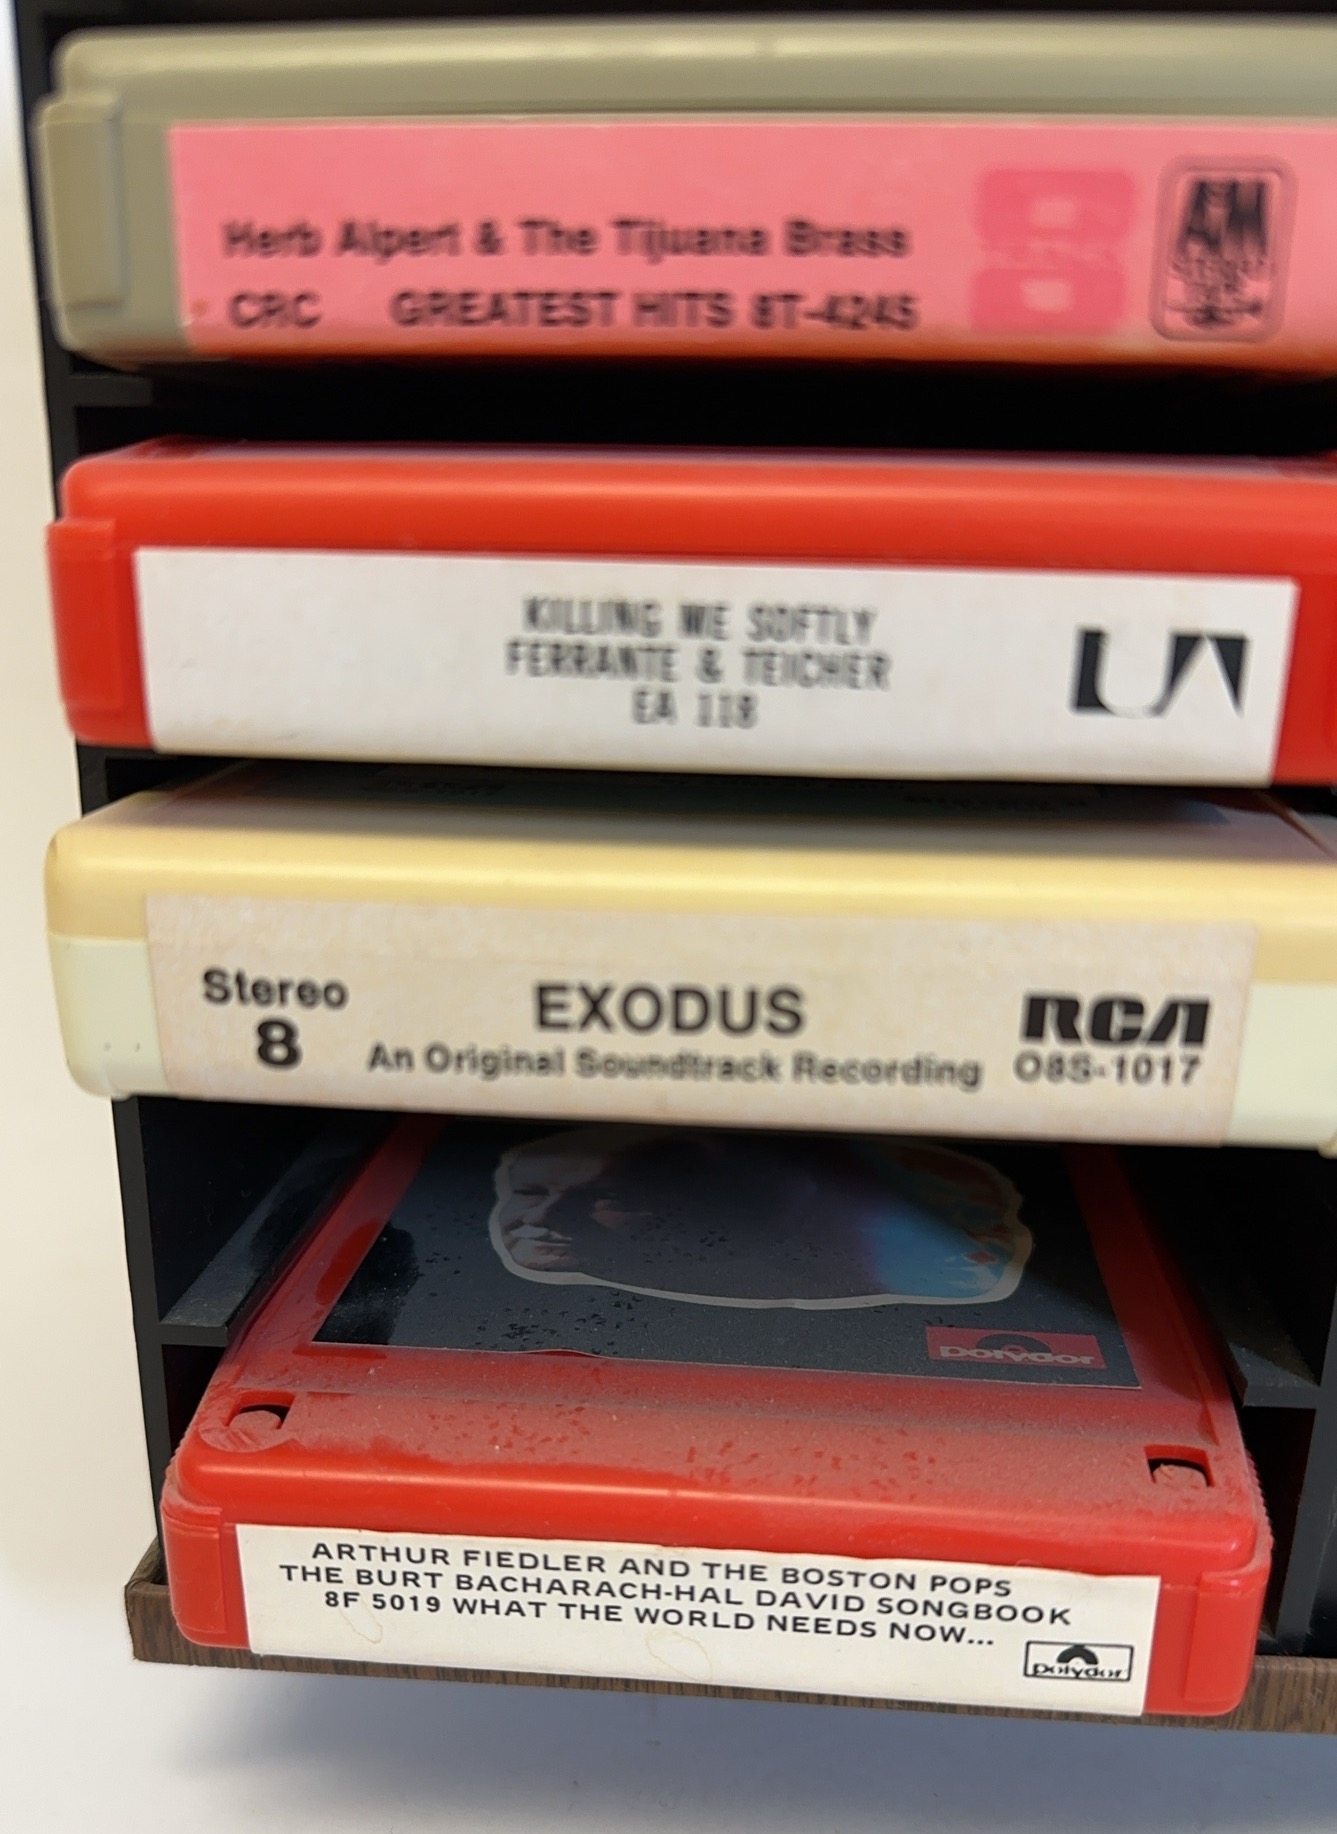 Herb Alpert & The Tijuana Brass
CRC GREATEST HITS 8T-4245
A&M
KILLING ME SOFTLY
FERRANTE & TEICHER
EA 118
UA
Stereo
8
EXODUS
An Original Soundtrack Recording
RCA
O8S-1017
polydor
ARTHUR FIEDLER AND THE BOSTON POPS
THE BURT BACHARACH-HAL DAVID SONGBOOK
8F 5019 WHAT THE WORLD NEEDS NOW...
polydor